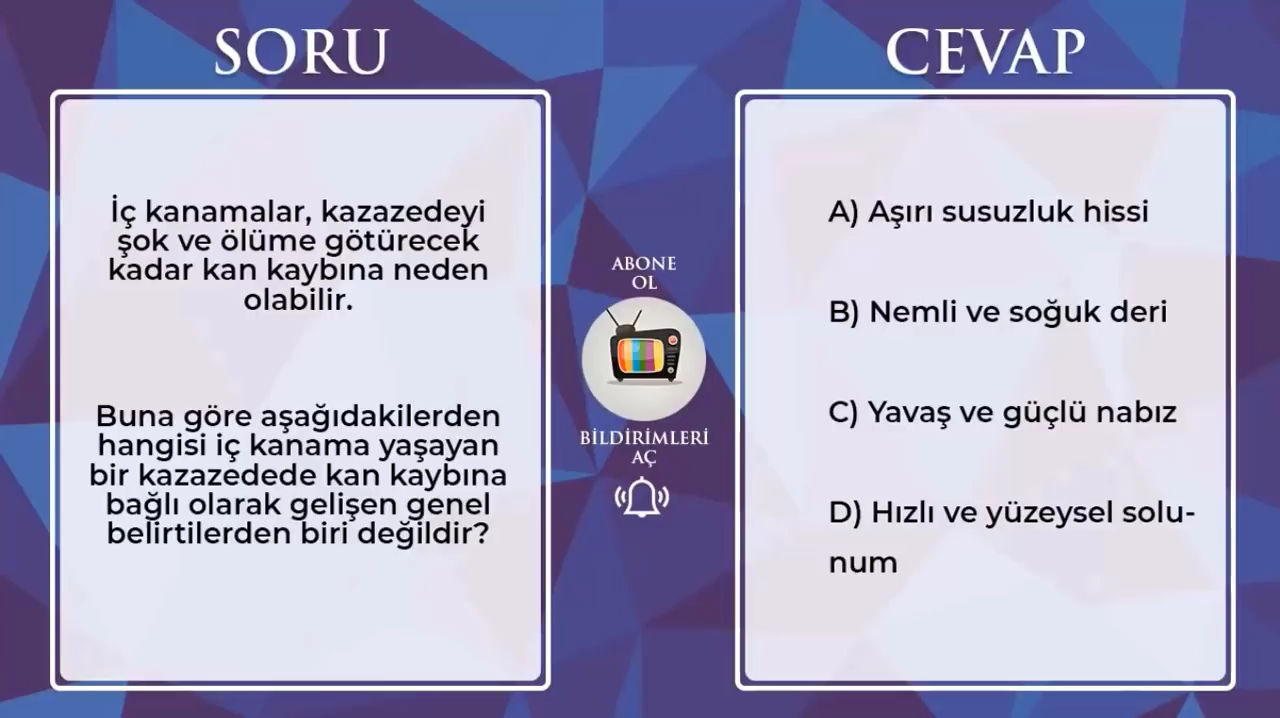 SORU
İç kanamalar, kazazedeyi
şok ve ölüme götürecek
kadar kan kaybına neden
olabilir.
Buna göre aşağıdakilerden
hangisi iç kanama yaşayan
bir kazazedede kan kaybına
bağlı olarak gelişen genel
belirtilerden biri değildir?
ABONE
OL
BİLDİRİMLERİ
AÇ
CEVAP
A) Aşırı susuzluk hissi
B) Nemli ve soğuk deri
C) Yavaş ve güçlü nabız
D) Hızlı ve yüzeysel solu-
num